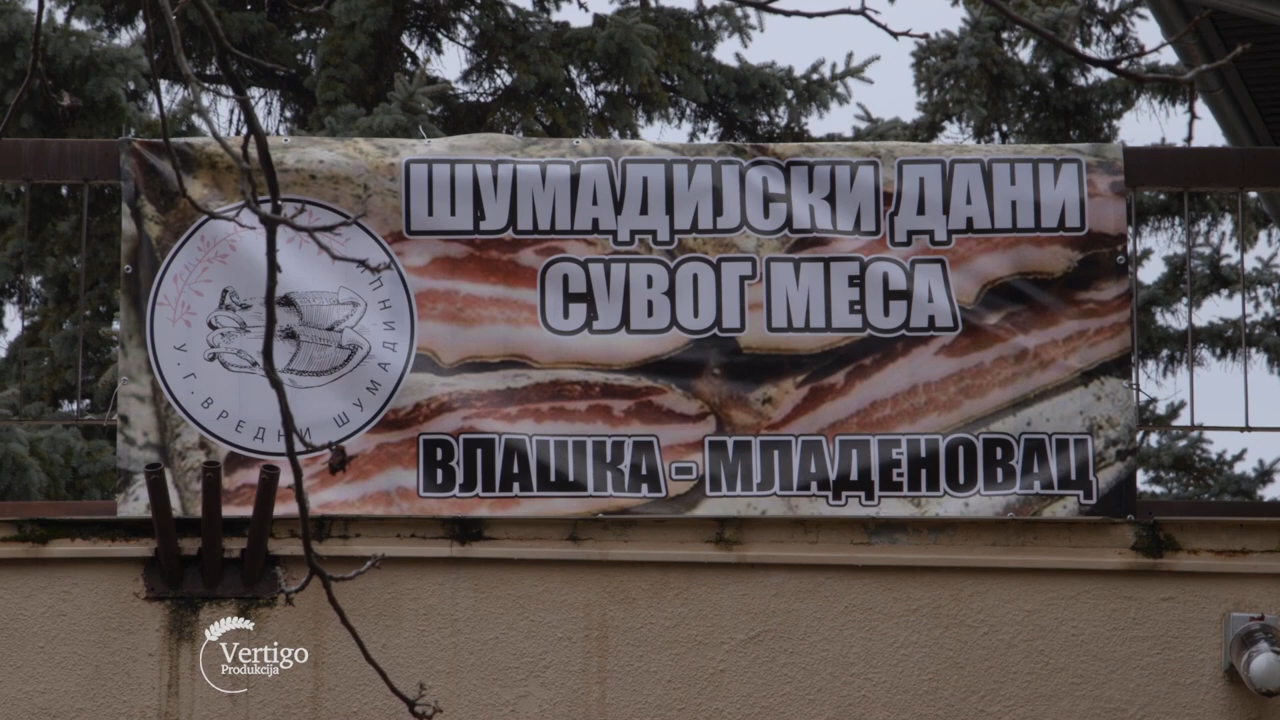 ШУМАДИЈСКИ ДАНИ
СУВОГ МЕСА
У.Г. ВРЕДНИ ШУМАДИНЦИ
ВЛАШКА - МЛАДЕНОВАЦ
Vertigo
Produkcija